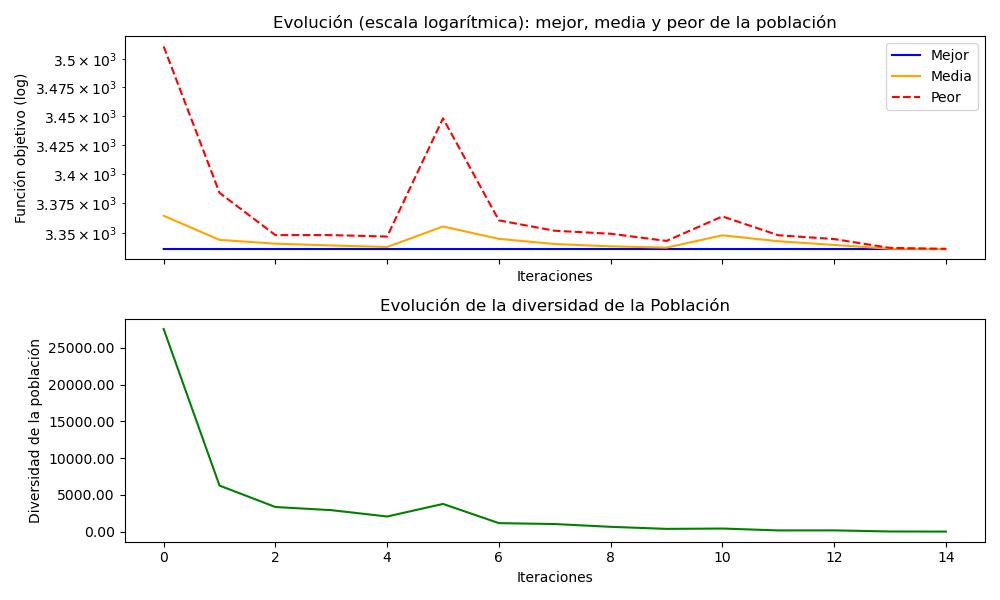 Evolución (escala logarítmica): mejor, media y peor de la población
Función objetivo (log)
3.5 × 10³
3.475 × 10³
3.45 × 10³
3.425 × 10³
3.4 × 10³
3.375 × 10³
3.35 × 10³
Mejor
Media
Peor
Iteraciones
Evolución de la diversidad de la Población
Diversidad de la población
25000.00
20000.00
15000.00
10000.00
5000.00
0.00
0 2 4 6 8 10 12 14
Iteraciones